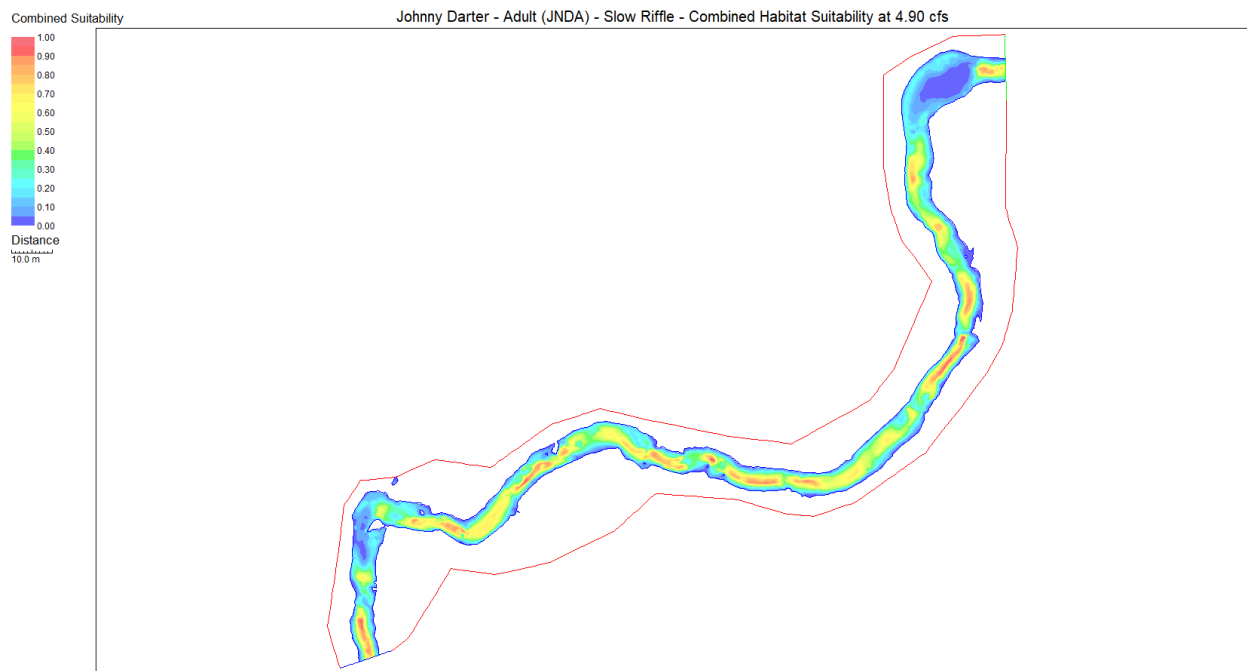 Combined Suitability
Johnny Darter - Adult (JNDA) - Slow Riffle - Combined Habitat Suitability at 4.90 cfs
1.00
0.90
0.80
0.70
0.60
0.50
0.40
0.30
0.20
0.10
0.00
Distance
10.0 m